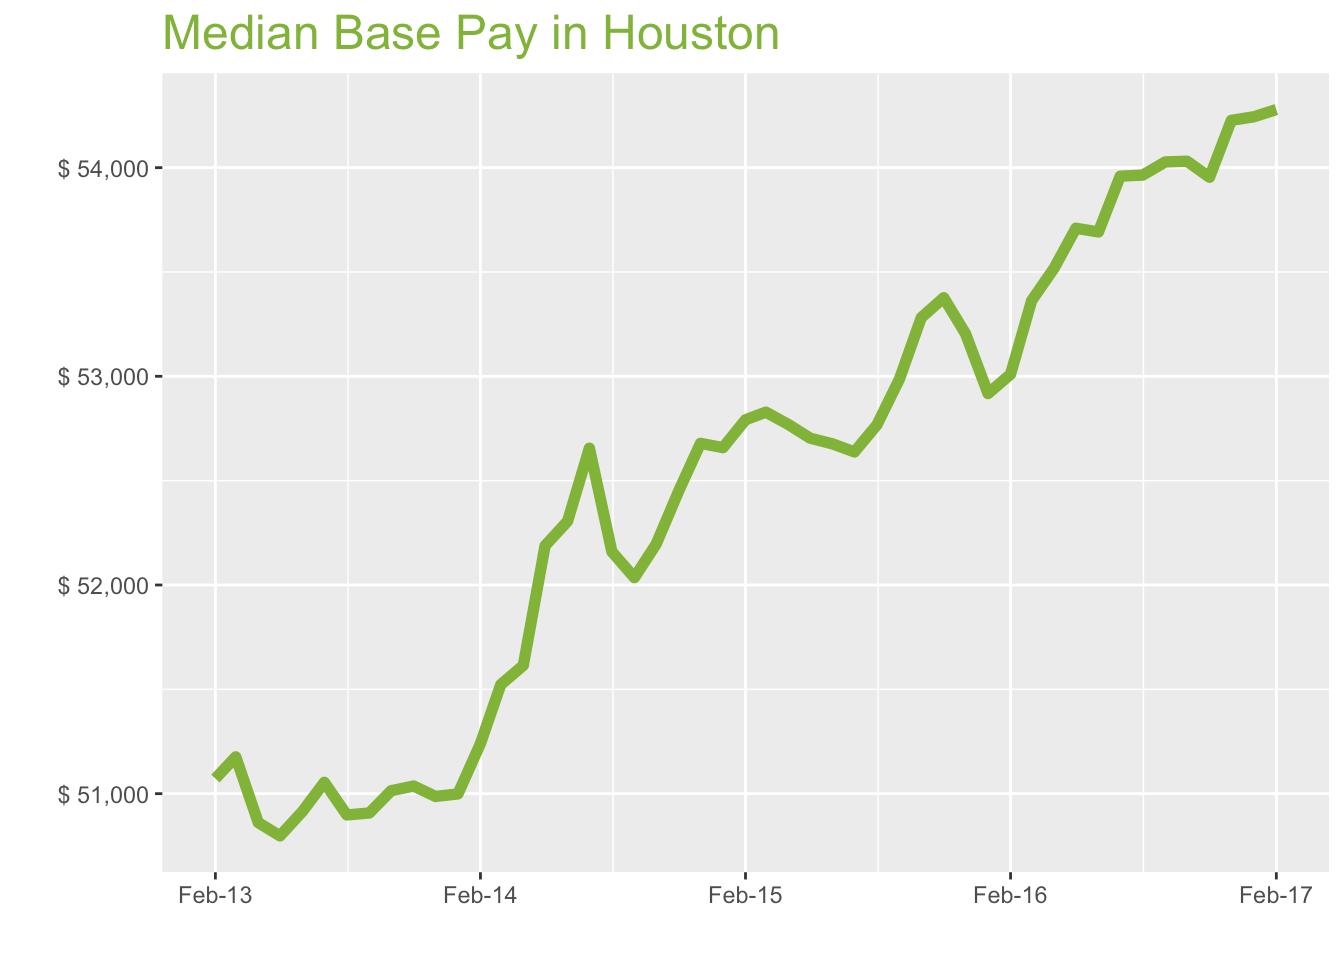 Median Base Pay in Houston
$ 54,000
$ 53,000
$ 52,000
$ 51,000
Feb-13 Feb-14 Feb-15 Feb-16 Feb-17